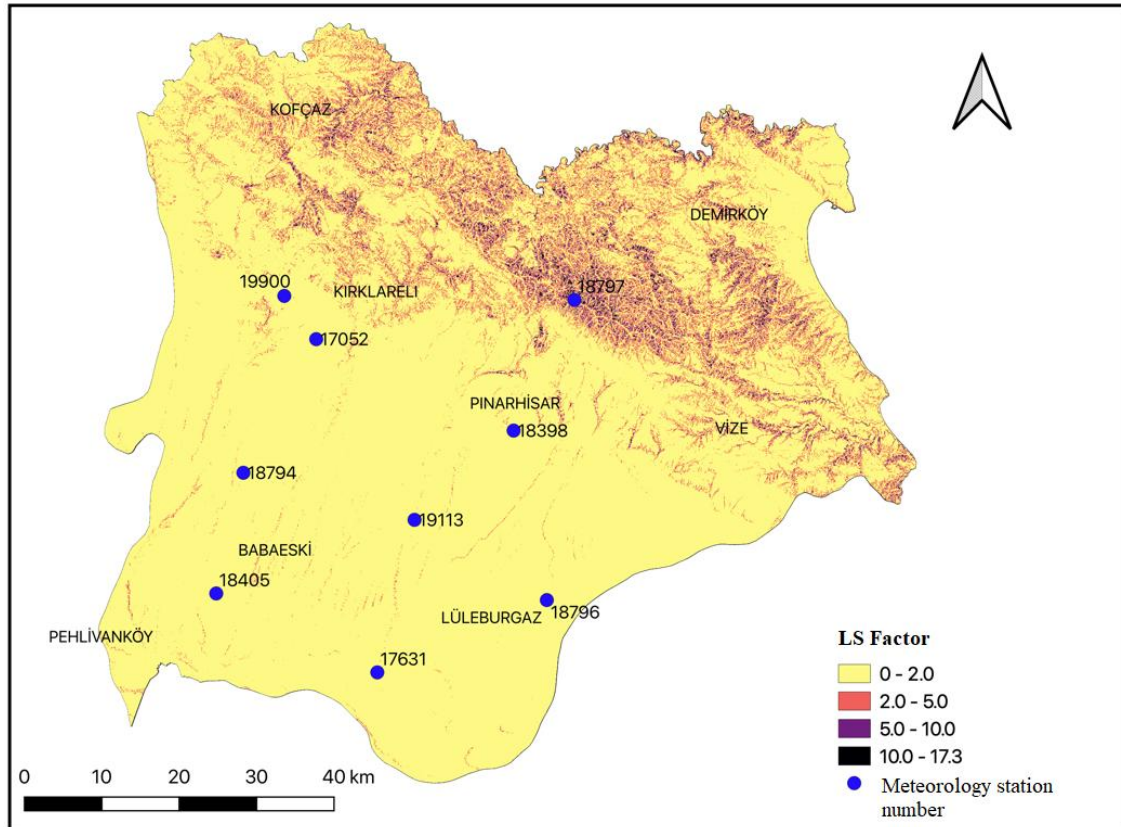 KOFÇAZ
DEMİRKÖY
19900
KIRKLARELI
18797
17052
PINARHİSAR
18398
VİZE
18794
19113
BABAESKİ
18405
LÜLEBURGAZ
18796
PEHLİVANKÖY
17631
LS Factor
0 - 2.0
2.0 - 5.0
5.0 - 10.0
10.0 - 17.3
Meteorology station
number
0 10 20 30 40 km